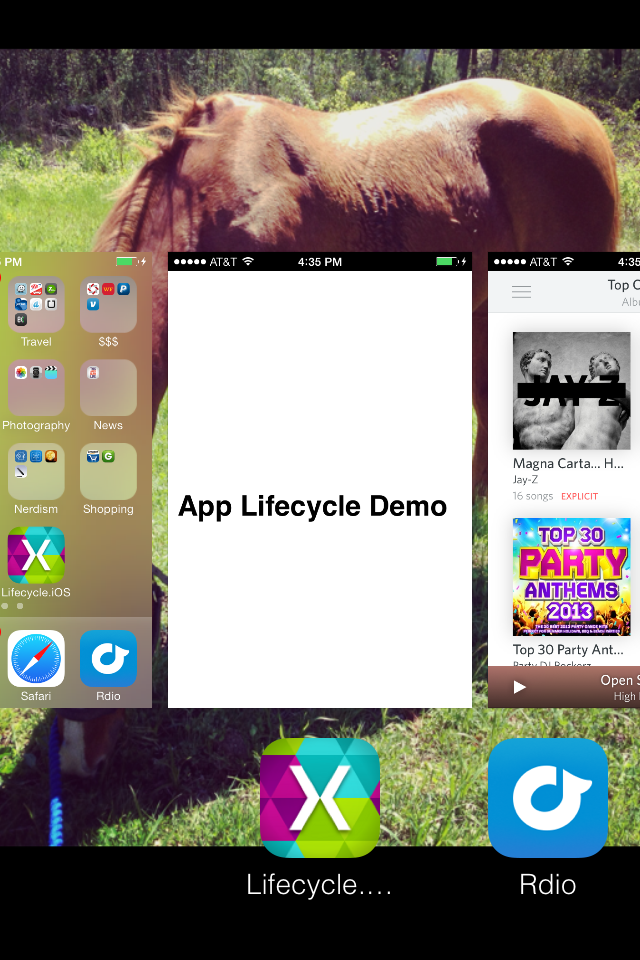 PM
AT&T 4:35 PM
AT&T 4:35
Travel
$$$
Photography
News
Nerdism
Shopping
Lifecycle.iOS
Safari
Rdio
App Lifecycle Demo
Top C
Albu
JAY Z
Magna Carta... H...
Jay-Z
16 songs EXPLICIT
TOP 30
PARTY
ANTHEMS
2013
Top 30 Party Ant...
Party DJ Rockerz
Open S
High
Lifecycle....
Rdio